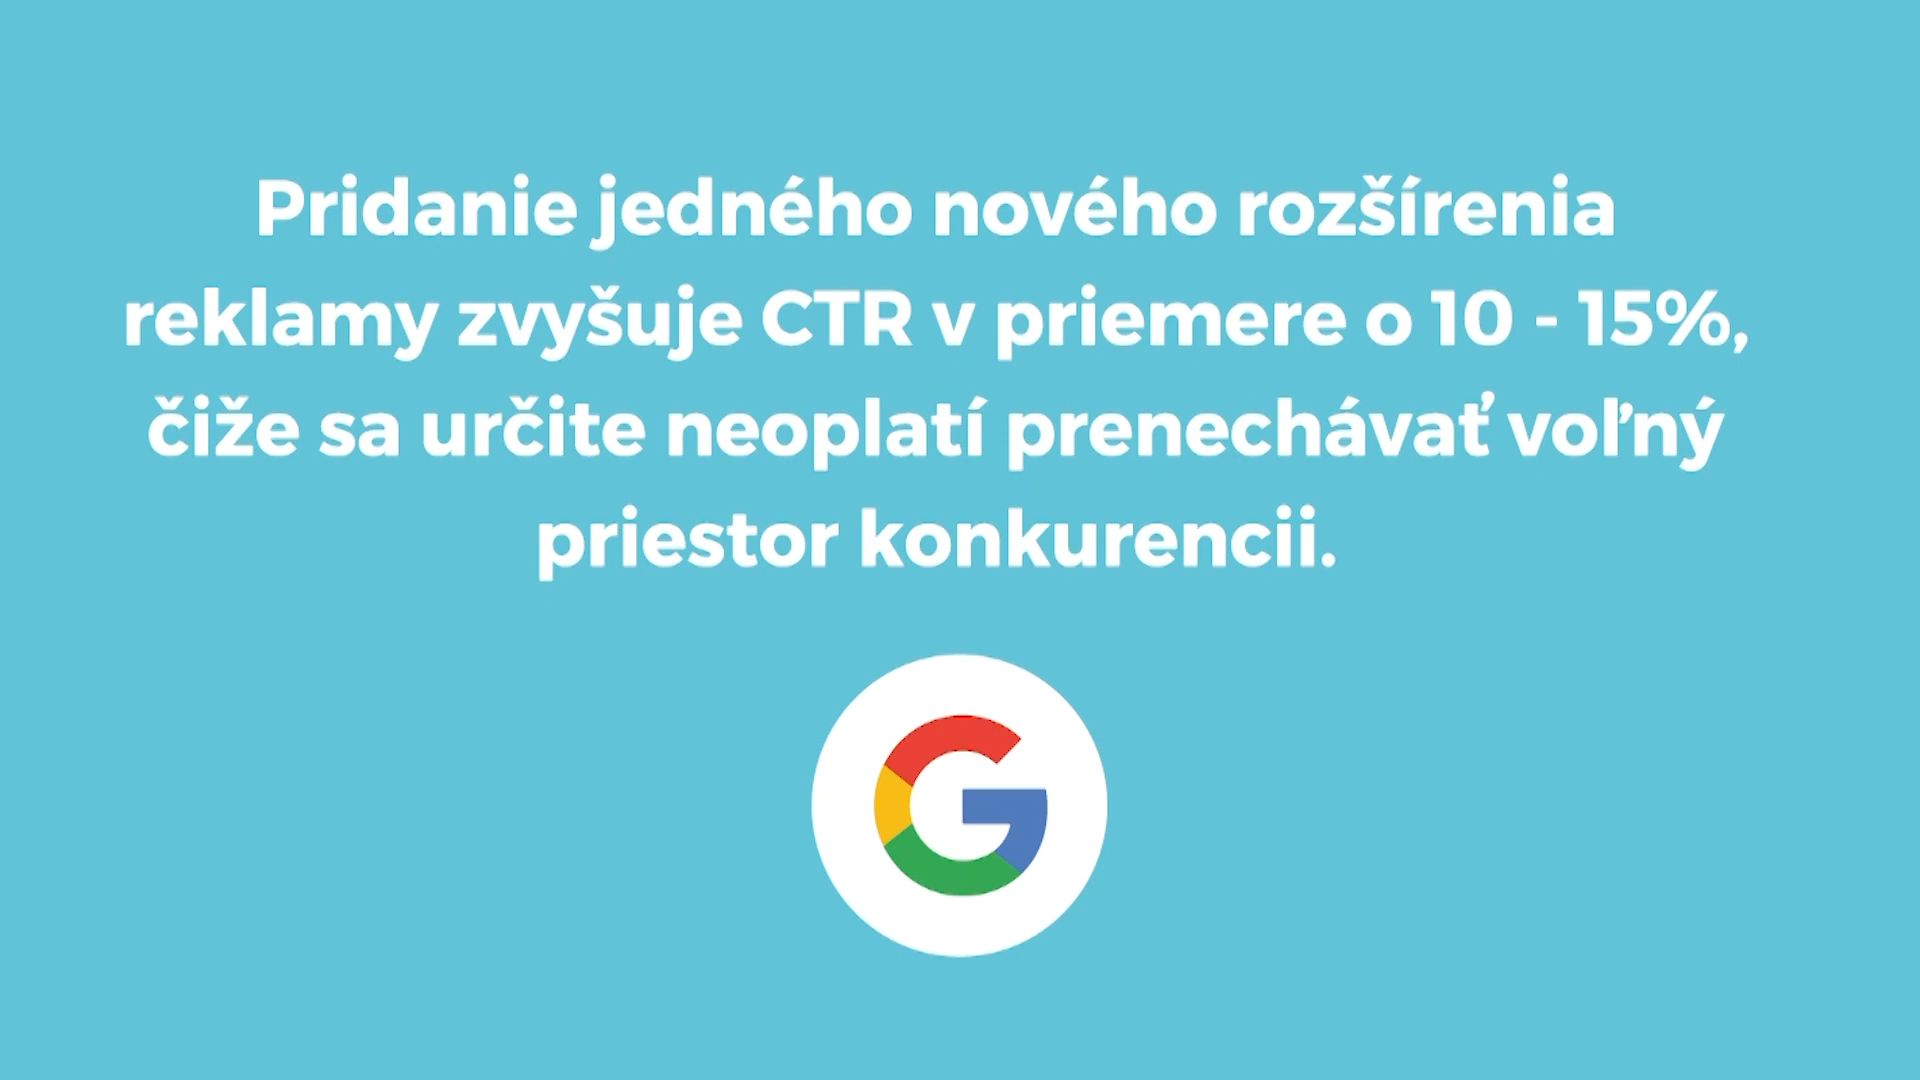 Pridanie jedného nového rozšírenia
reklamy zvyšuje CTR v priemere o 10 - 15%,
čiže sa určite neoplatí prenechávať voľný
priestor konkurencii.